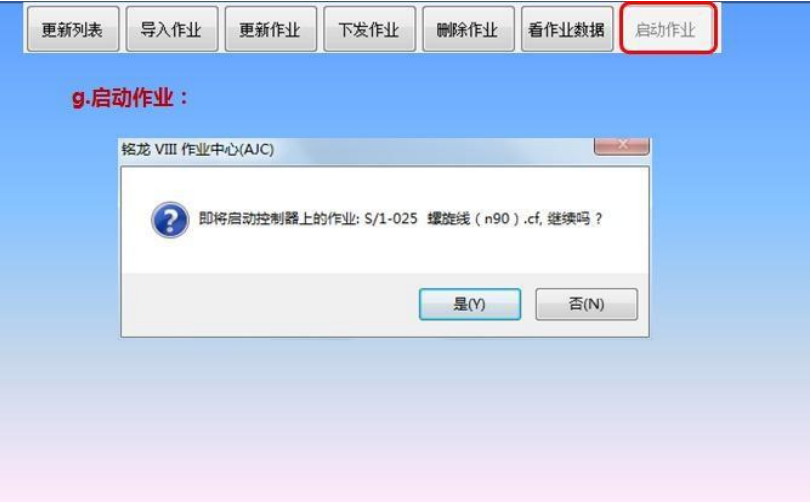 更新列表 导入作业 更新作业 下发作业 删除作业 看作业数据 启动作业
g.启动作业：
铭龙 VIII 作业中心(AJC)
即将启动控制器上的作业: S/1-025 螺旋线（n90）.cf, 继续吗？
是(Y) 否(N)